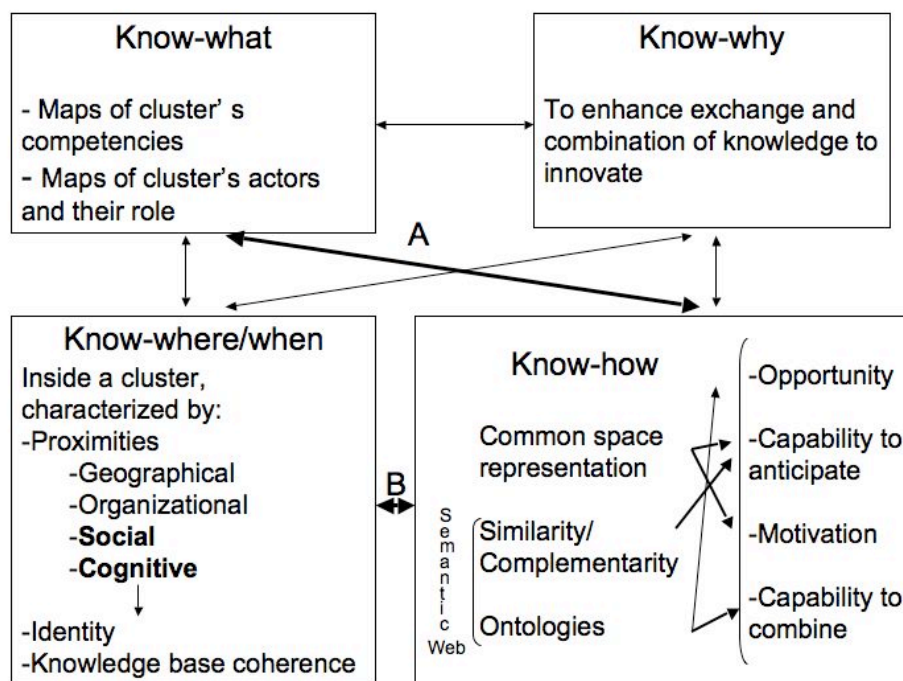 Know-what
- Maps of cluster' s
competencies
- Maps of cluster's actors
and their role
Know-why
To enhance exchange and
combination of knowledge to
innovate
A
Know-where/when
Inside a cluster,
characterized by:
-Proximities
-Geographical
-Organizational
-Social
-Cognitive
-Identity
-Knowledge base coherence
B
Know-how
Common space
representation
Semantic
Web
Similarity/
Complementarity
Ontologies
-Opportunity
-Capability to
anticipate
-Motivation
-Capability to
combine